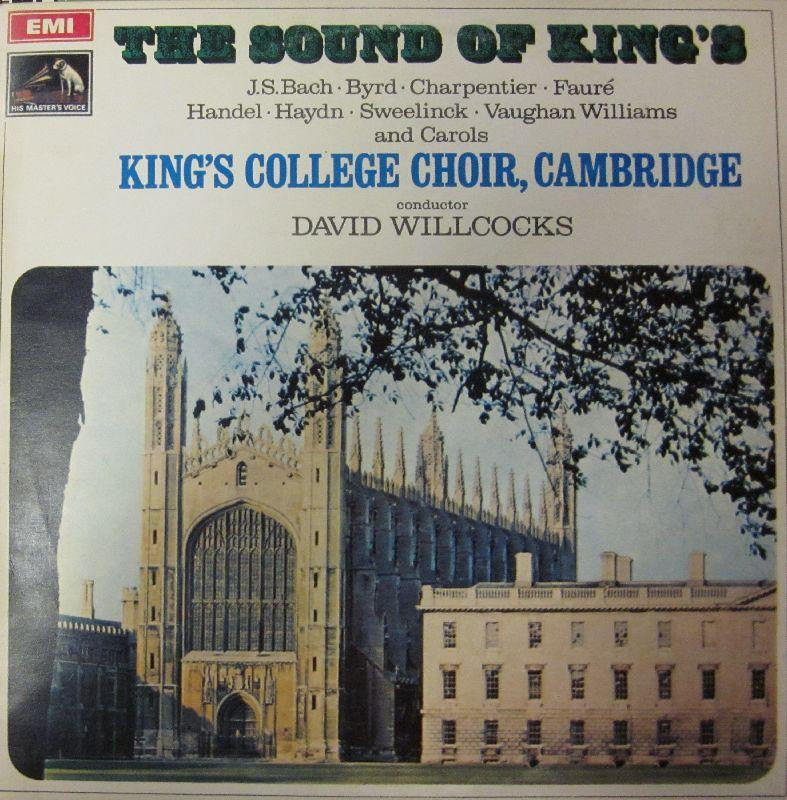 EMI
HIS MASTER'S VOICE
THE SOUND OF KING'S
J.S.Bach · Byrd · Charpentier · Fauré
Handel · Haydn · Sweelinck · Vaughan Williams
and Carols
KING'S COLLEGE CHOIR, CAMBRIDGE
conductor
DAVID WILLCOCKS